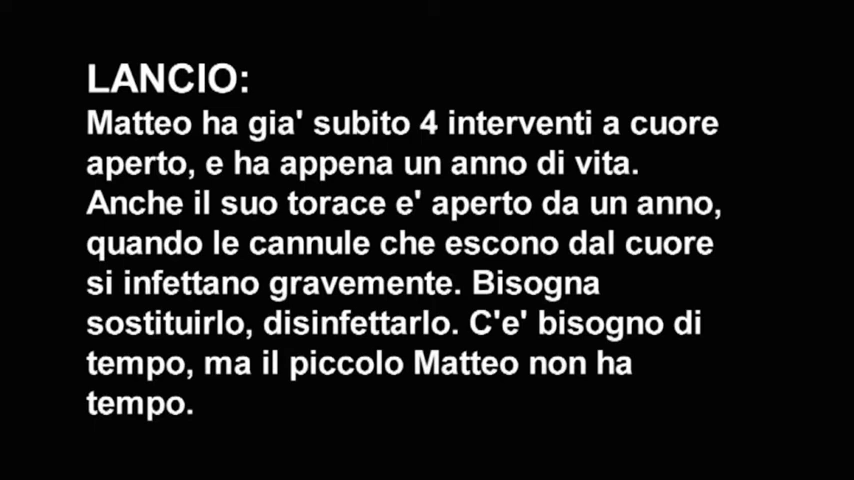 LANCIO:
Matteo ha gia' subito 4 interventi a cuore
aperto, e ha appena un anno di vita.
Anche il suo torace e' aperto da un anno,
quando le cannule che escono dal cuore
si infettano gravemente. Bisogna
sostituirlo, disinfettarlo. C'e' bisogno di
tempo, ma il piccolo Matteo non ha
tempo.